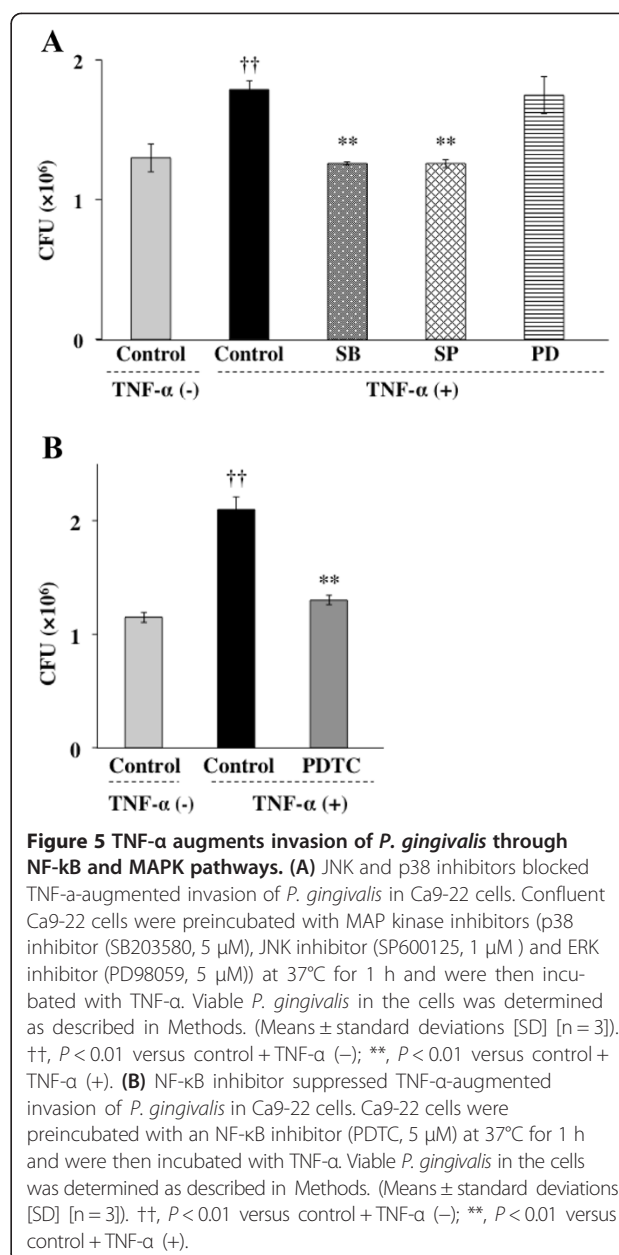 A
2
††
**
**
CFU (×10⁶)
1
0
Control
Control
SB
SP
PD
TNF-α (-)
TNF-α (+)
B
††
2
**
CFU (×10⁶)
1
0
Control
Control
PDTC
TNF-α (-)
TNF-α (+)
Figure 5 TNF-α augments invasion of P. gingivalis through
NF-kB and MAPK pathways. (A) JNK and p38 inhibitors blocked
TNF-a-augmented invasion of P. gingivalis in Ca9-22 cells. Confluent
Ca9-22 cells were preincubated with MAP kinase inhibitors (p38
inhibitor (SB203580, 5 μM), JNK inhibitor (SP600125, 1 μM ) and ERK
inhibitor (PD98059, 5 μM)) at 37°C for 1 h and were then incu-
bated with TNF-α. Viable P. gingivalis in the cells was determined
as described in Methods. (Means ± standard deviations [SD] [n = 3]).
††, P < 0.01 versus control + TNF-α (–); **, P < 0.01 versus control +
TNF-α (+). (B) NF-κB inhibitor suppressed TNF-α-augmented
invasion of P. gingivalis in Ca9-22 cells. Ca9-22 cells were
preincubated with an NF-κB inhibitor (PDTC, 5 μM) at 37°C for 1 h
and were then incubated with TNF-α. Viable P. gingivalis in the cells
was determined as described in Methods. (Means ± standard deviations
[SD] [n = 3]). ††, P < 0.01 versus control + TNF-α (–); **, P < 0.01 versus
control + TNF-α (+).